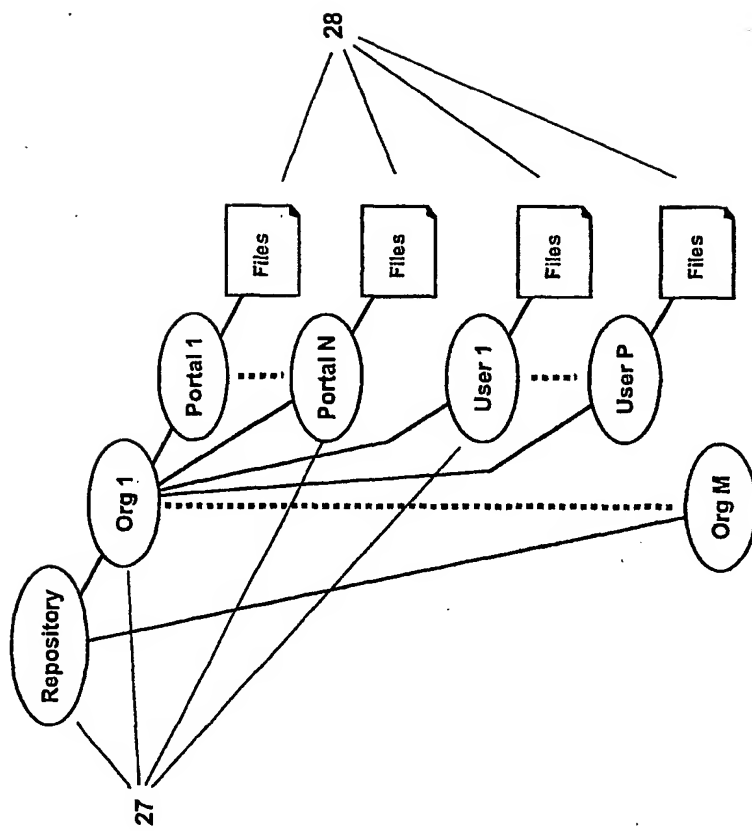 Repository
Org 1
Portal 1
Files
Portal N
Files
User 1
Files
User P
Files
Org M
27
28